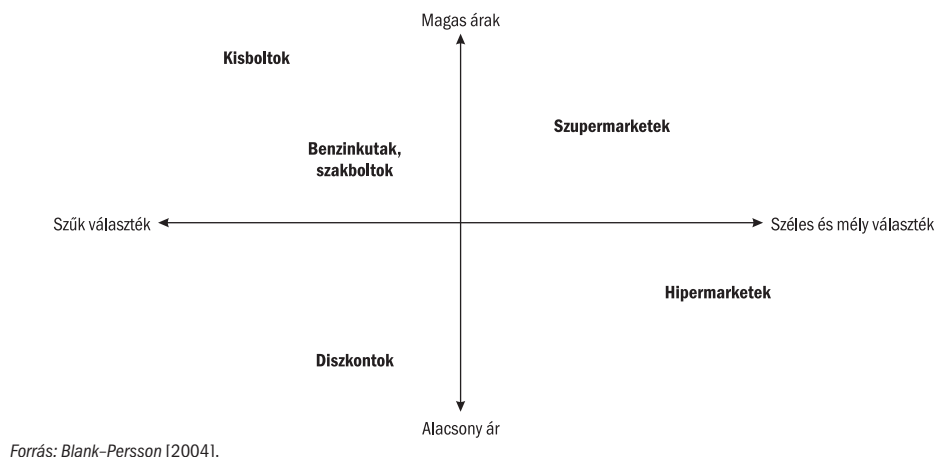 Magas árak
Kisboltok
Szupermarketek
Benzinkutak,
szakboltok
Szűk választék
Széles és mély választék
Hipermarketek
Diszkontok
Alacsony ár
Forrás: Blank–Persson [2004].